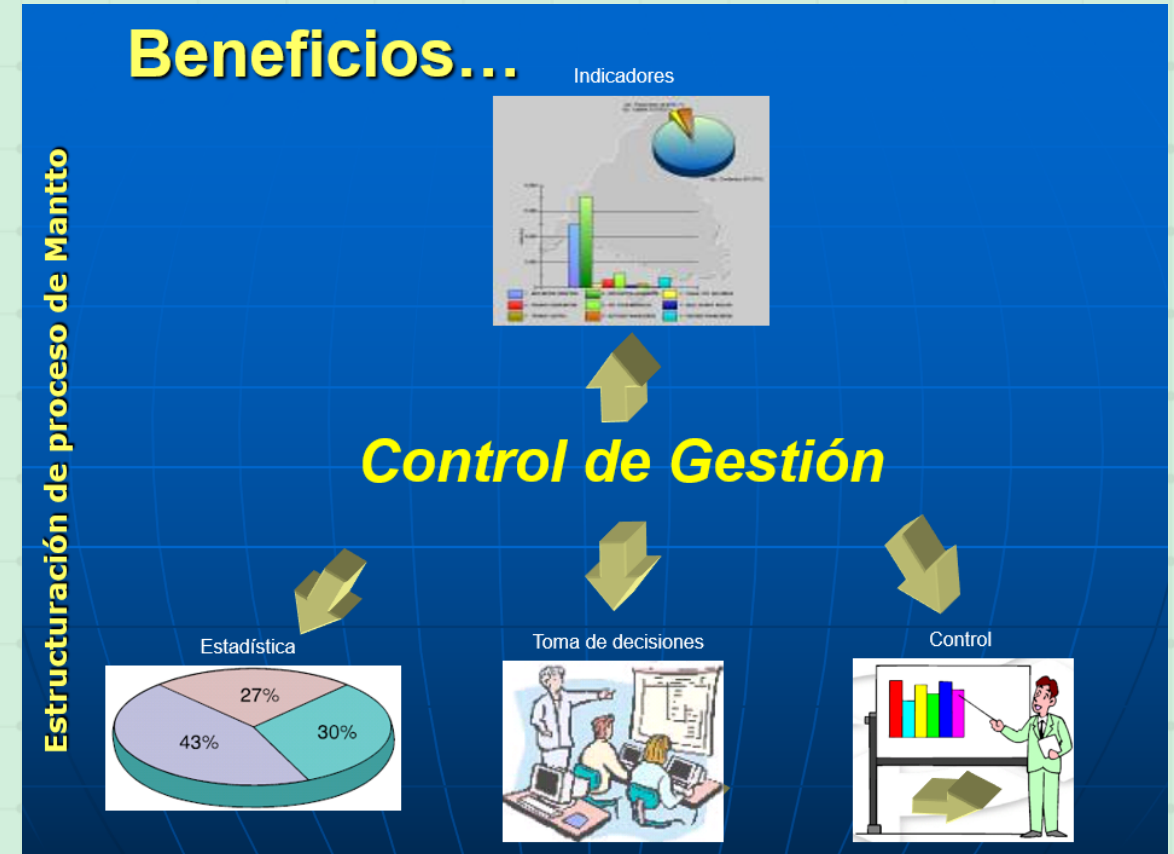 Beneficios…
Estructuración de proceso de Mantto
Indicadores
Control de Gestión
Estadística
Toma de decisiones
Control
27%
43%
30%